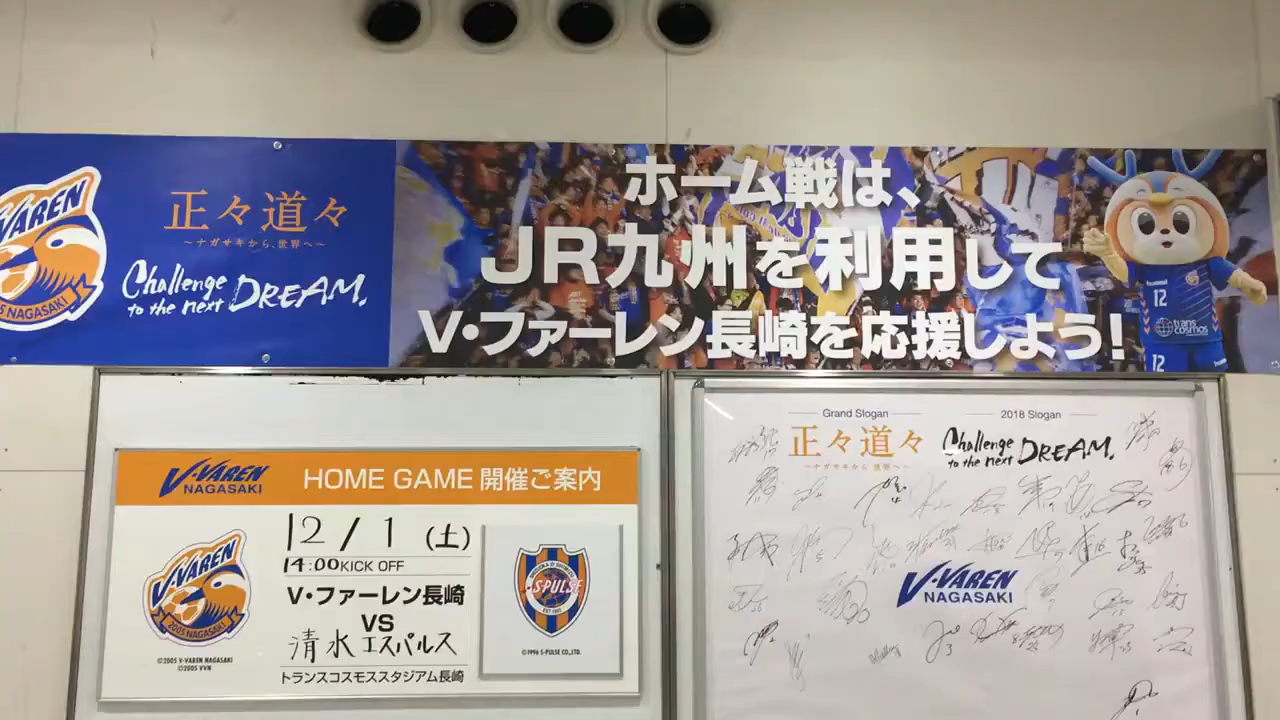 V-VAREN
2005 NAGASAKI
正々道々
～ナガサキから、世界へ～
Challenge
to the next DREAM.
ホーム戦は、
JR九州を利用して
V・ファーレン長崎を応援しよう!
12
trans
cosmos
12
V-VAREN
NAGASAKI
HOME GAME 開催ご案内
12/1(土)
14:00 KICK OFF
V・ファーレン長崎
VS
清水エスパルス
トランスコスモススタジアム長崎
V-VAREN
2005 NAGASAKI
©2005 V-VAREN NAGASAKI
©2005 VVN
S-PULSE
©1996 S-PULSE CO.,LTD.
Grand Slogan
正々道々
～ナガサキから、世界へ～
2018 Slogan
Challenge
to the next DREAM.
V-VAREN
NAGASAKI